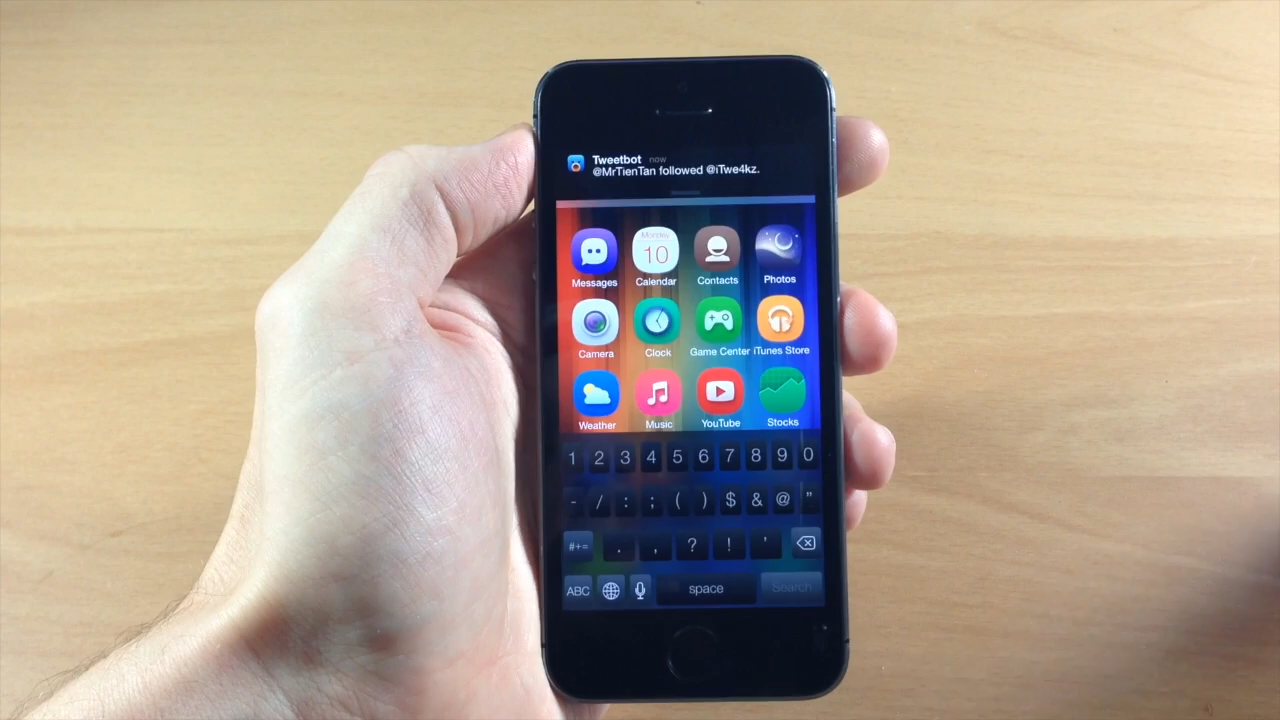 Tweetbot now
@MrTienTan followed @iTwe4kz.
Monday
10
Messages Calendar Contacts Photos
Camera Clock Game Center iTunes Store
Weather Music YouTube Stocks
1 2 3 4 5 6 7 8 9 0
- / : ; ( ) $ & @ "
#+= . , ? ! '
ABC space Search